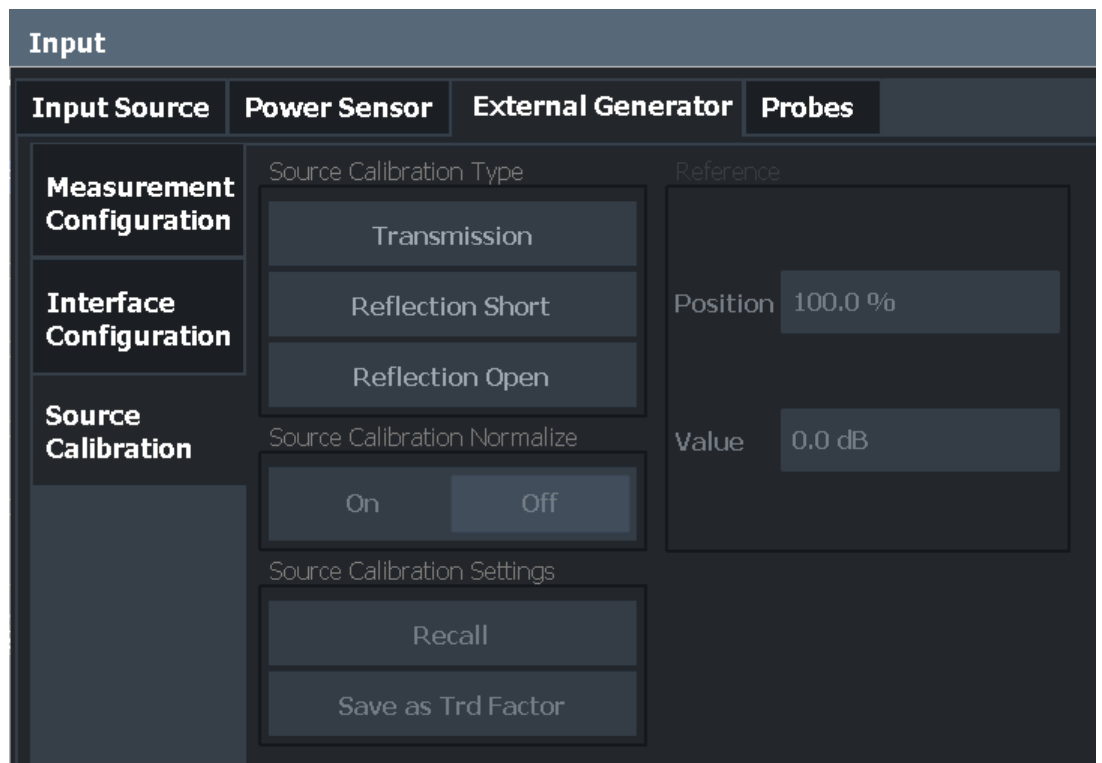 Input
Input Source Power Sensor External Generator Probes
Measurement
Configuration
Interface
Configuration
Source
Calibration
Source Calibration Type
Transmission
Reflection Short
Reflection Open
Source Calibration Normalize
On Off
Source Calibration Settings
Recall
Save as Trd Factor
Reference
Position 100.0 %
Value 0.0 dB